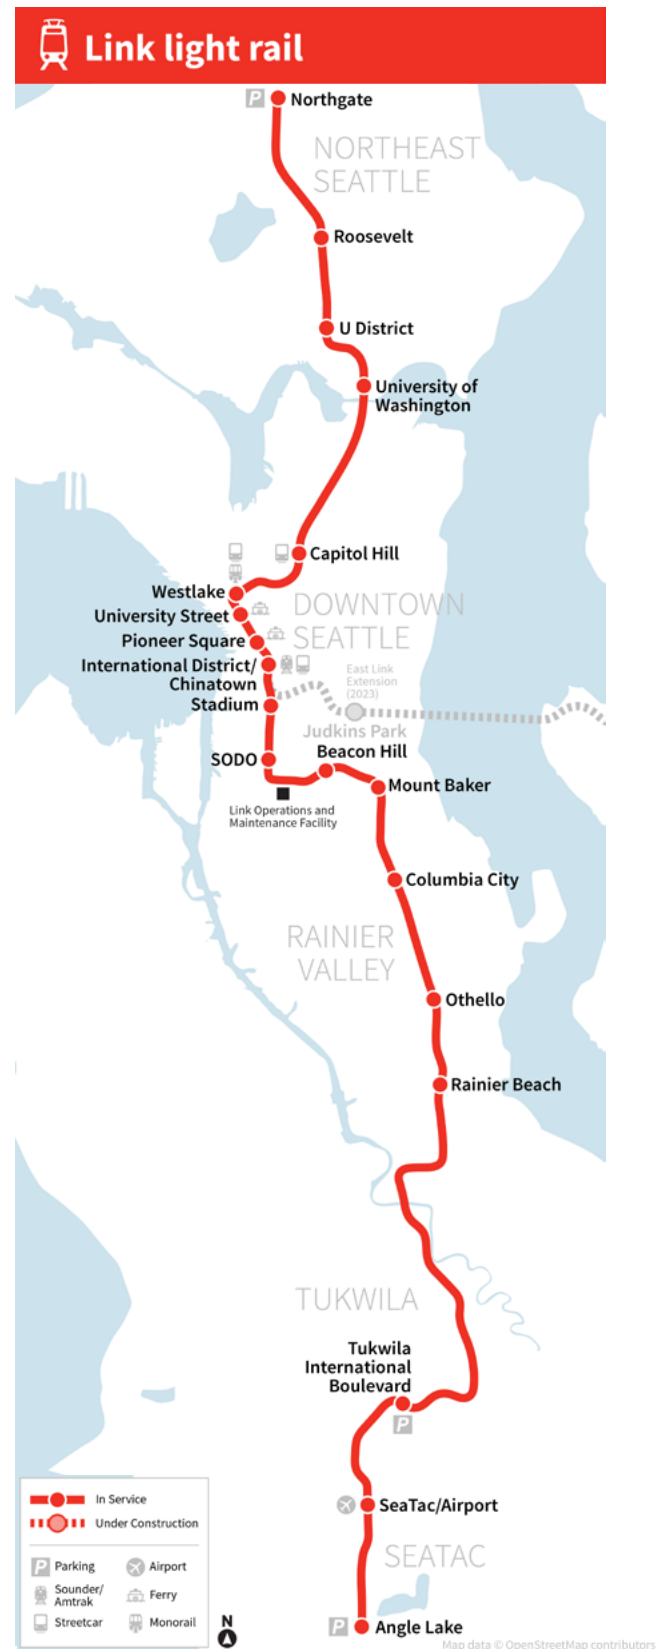 Link light rail
P
Northgate
NORTHEAST
SEATTLE
Roosevelt
U District
University of
Washington
Capitol Hill
Westlake
DOWNTOWN
SEATTLE
University Street
Pioneer Square
International District/
Chinatown
East Link
Extension
(2023)
Stadium
Judkins Park
SODO
Beacon Hill
Mount Baker
Link Operations and
Maintenance Facility
Columbia City
RAINIER
VALLEY
Othello
Rainier Beach
TUKWILA
Tukwila
International
Boulevard
P
SeaTac/Airport
SEATAC
P
Angle Lake
In Service
Under Construction
P Parking
Airport
Sounder/
Amtrak
Ferry
Streetcar
Monorail
N
Map data © OpenStreetMap contributors